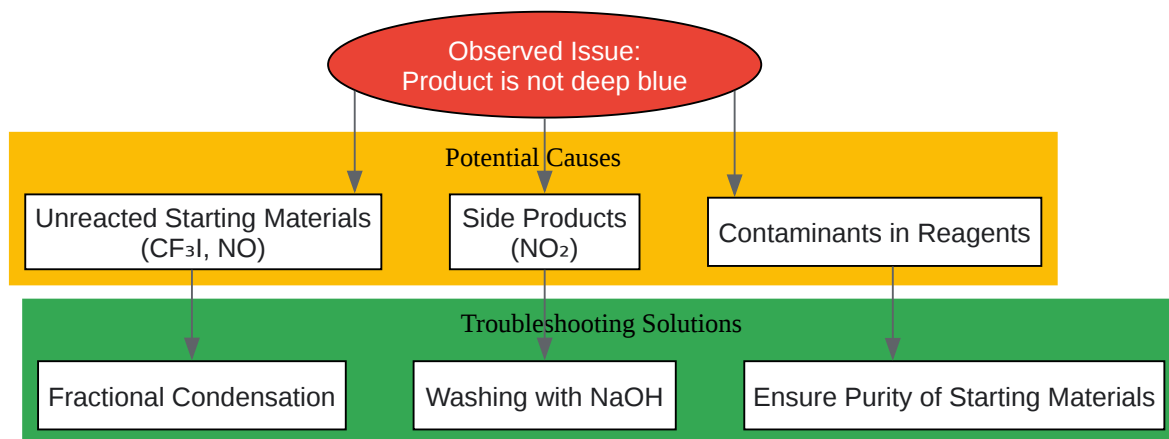 Observed Issue:
Product is not deep blue
Potential Causes
Unreacted Starting Materials
(CF₃I, NO)
Side Products
(NO₂)
Contaminants in Reagents
Troubleshooting Solutions
Fractional Condensation
Washing with NaOH
Ensure Purity of Starting Materials